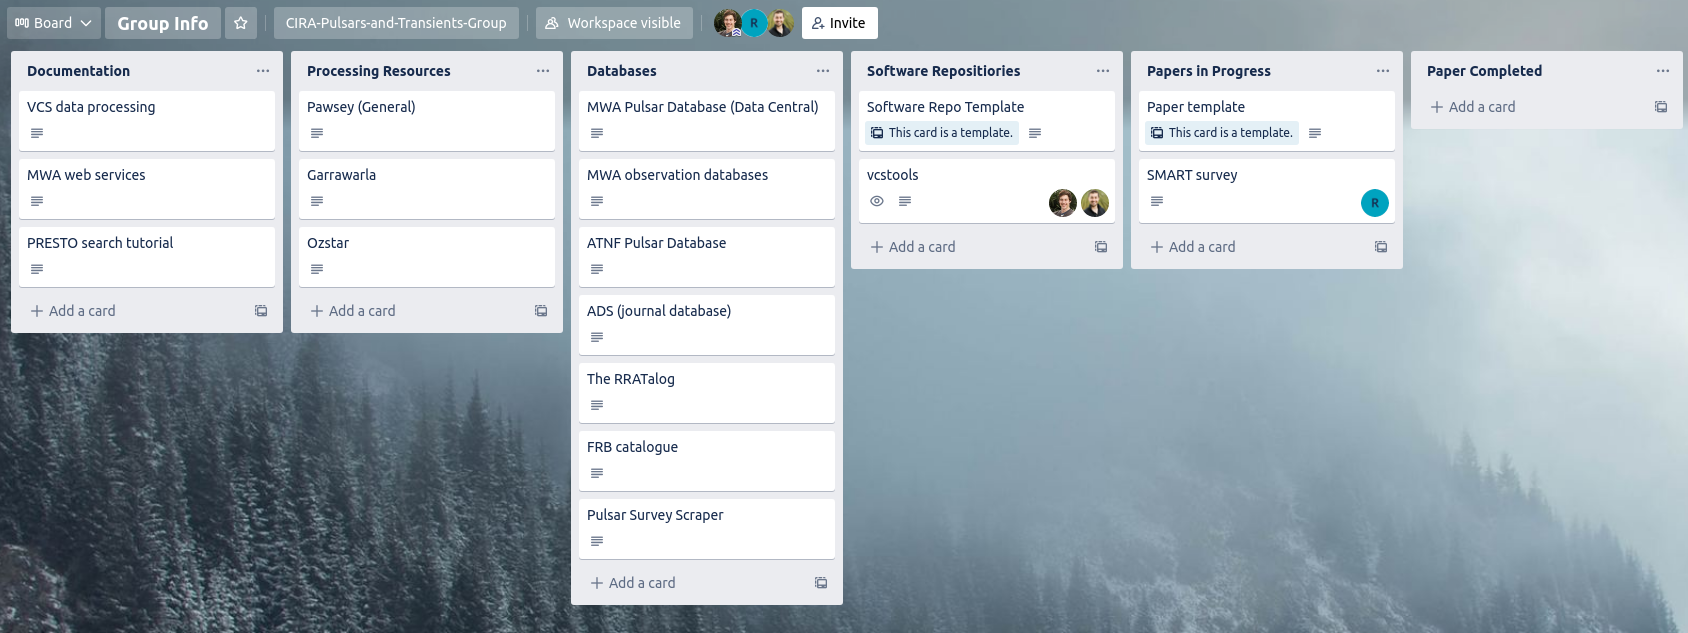 Board
Group Info
CIRA-Pulsars-and-Transients-Group
Workspace visible
R
Invite
Documentation
VCS data processing
MWA web services
PRESTO search tutorial
Add a card
Processing Resources
Pawsey (General)
Garrawarla
Ozstar
Add a card
Databases
MWA Pulsar Database (Data Central)
MWA observation databases
ATNF Pulsar Database
ADS (journal database)
The RRATalog
FRB catalogue
Pulsar Survey Scraper
Add a card
Software Repositiories
Software Repo Template
This card is a template.
vcstools
Add a card
Papers in Progress
Paper template
This card is a template.
SMART survey
R
Add a card
Paper Completed
Add a card